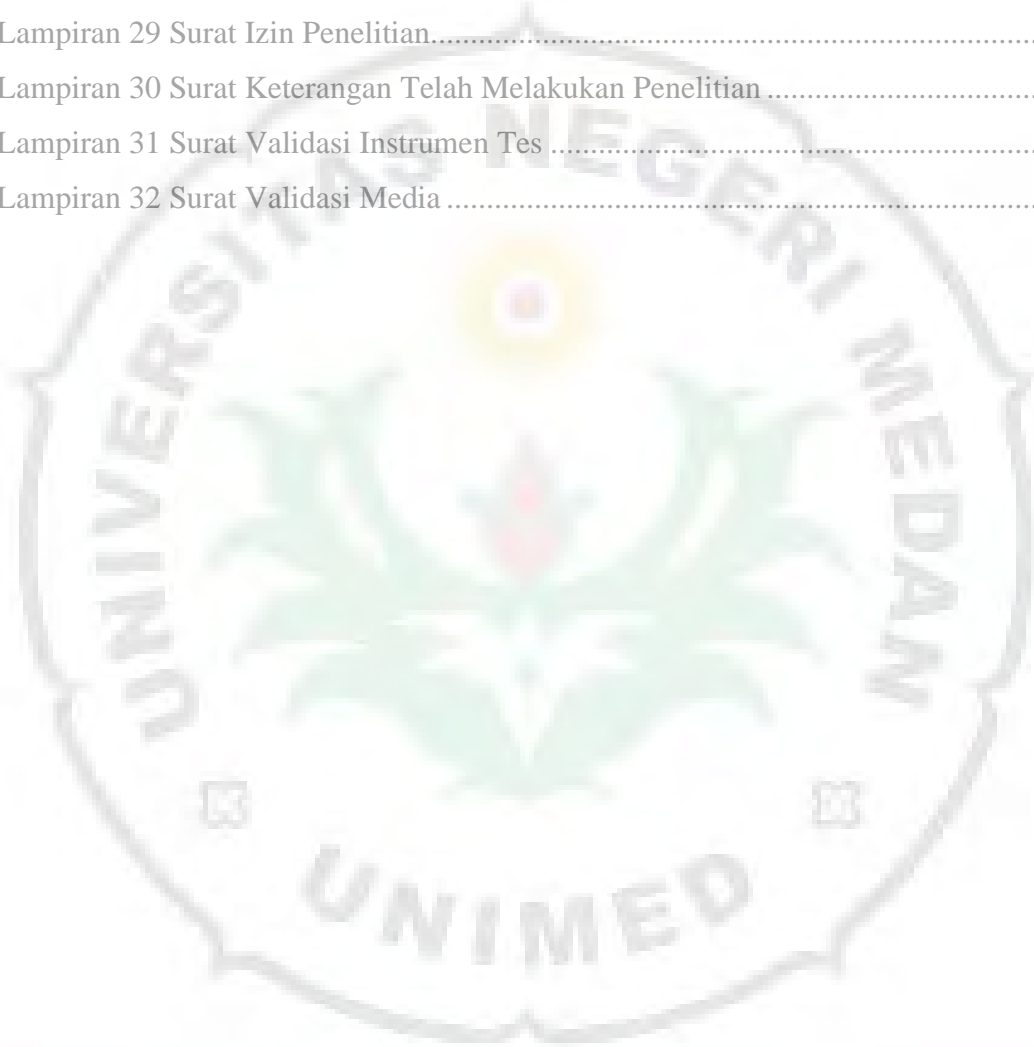 Lampiran 29 Surat Izin Penelitian..........................................................................
Lampiran 30 Surat Keterangan Telah Melakukan Penelitian ................................
Lampiran 31 Surat Validasi Instrumen Tes ..........................................................
Lampiran 32 Surat Validasi Media .......................................................................
UNIVERSITAS NEGERI MEDAN
UNIMED